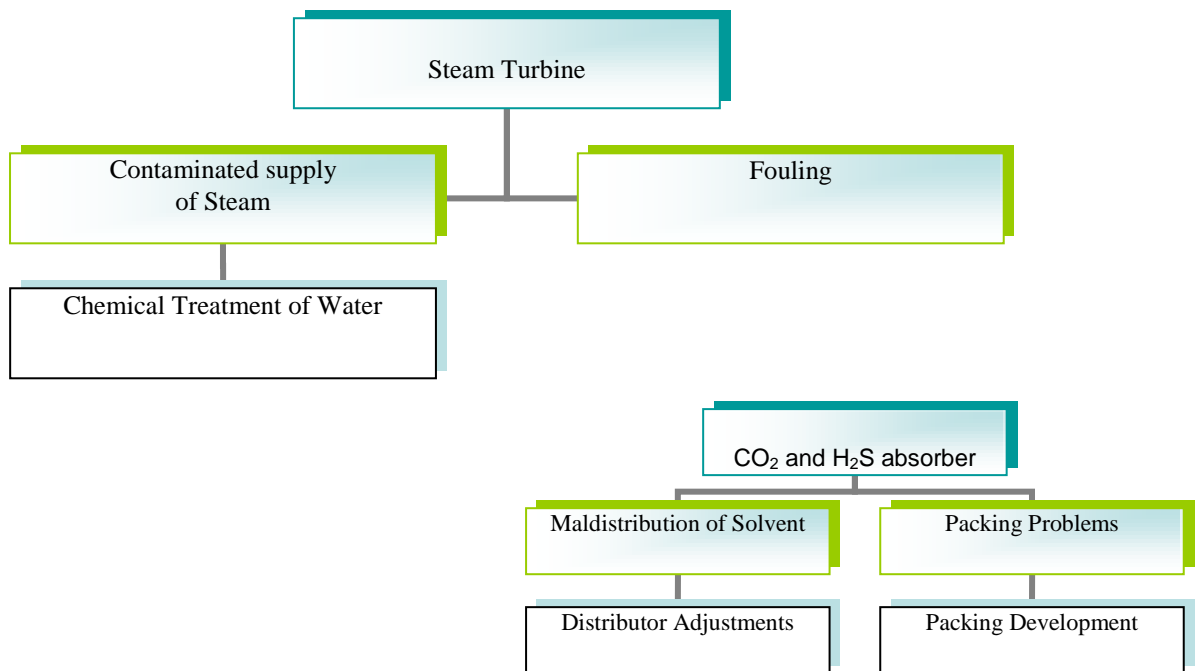 Steam Turbine
Contaminated supply
of Steam
Fouling
Chemical Treatment of Water
CO₂ and H₂S absorber
Maldistribution of Solvent
Packing Problems
Distributor Adjustments
Packing Development